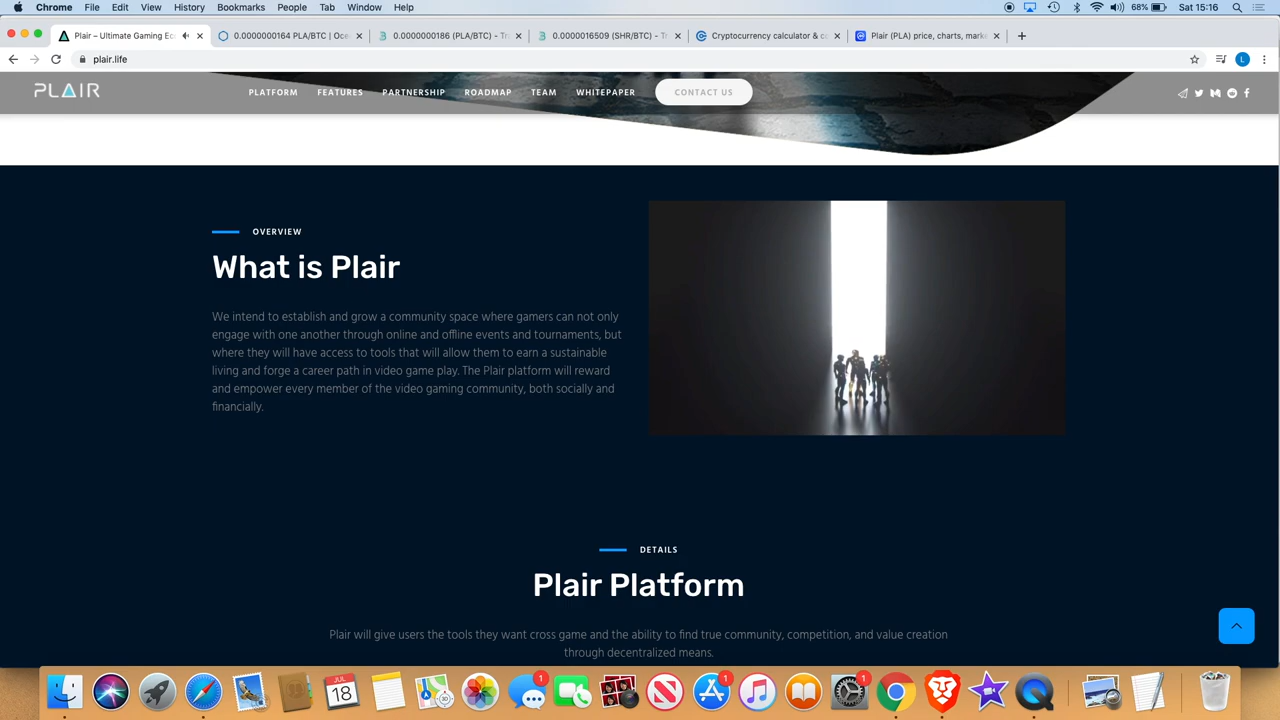 Chrome File Edit View History Bookmarks People Tab Window Help 68% Sat 15:16
Plair – Ultimate Gaming Ec 0.0000000164 PLA/BTC | Oce 0.0000000186 (PLA/BTC) - Tr 0.0000016509 (SHR/BTC) - Tr Cryptocurrency calculator & c Plair (PLA) price, charts, mark
plair.life L
PLAIR PLATFORM FEATURES PARTNERSHIP ROADMAP TEAM WHITEPAPER CONTACT US
OVERVIEW
What is Plair
We intend to establish and grow a community space where gamers can not only
engage with one another through online and offline events and tournaments, but
where they will have access to tools that will allow them to earn a sustainable
living and forge a career path in video game play. The Plair platform will reward
and empower every member of the video gaming community, both socially and
financially.
DETAILS
Plair Platform
Plair will give users the tools they want cross game and the ability to find true community, competition, and value creation
through decentralized means.
JUL
18
1
1
1